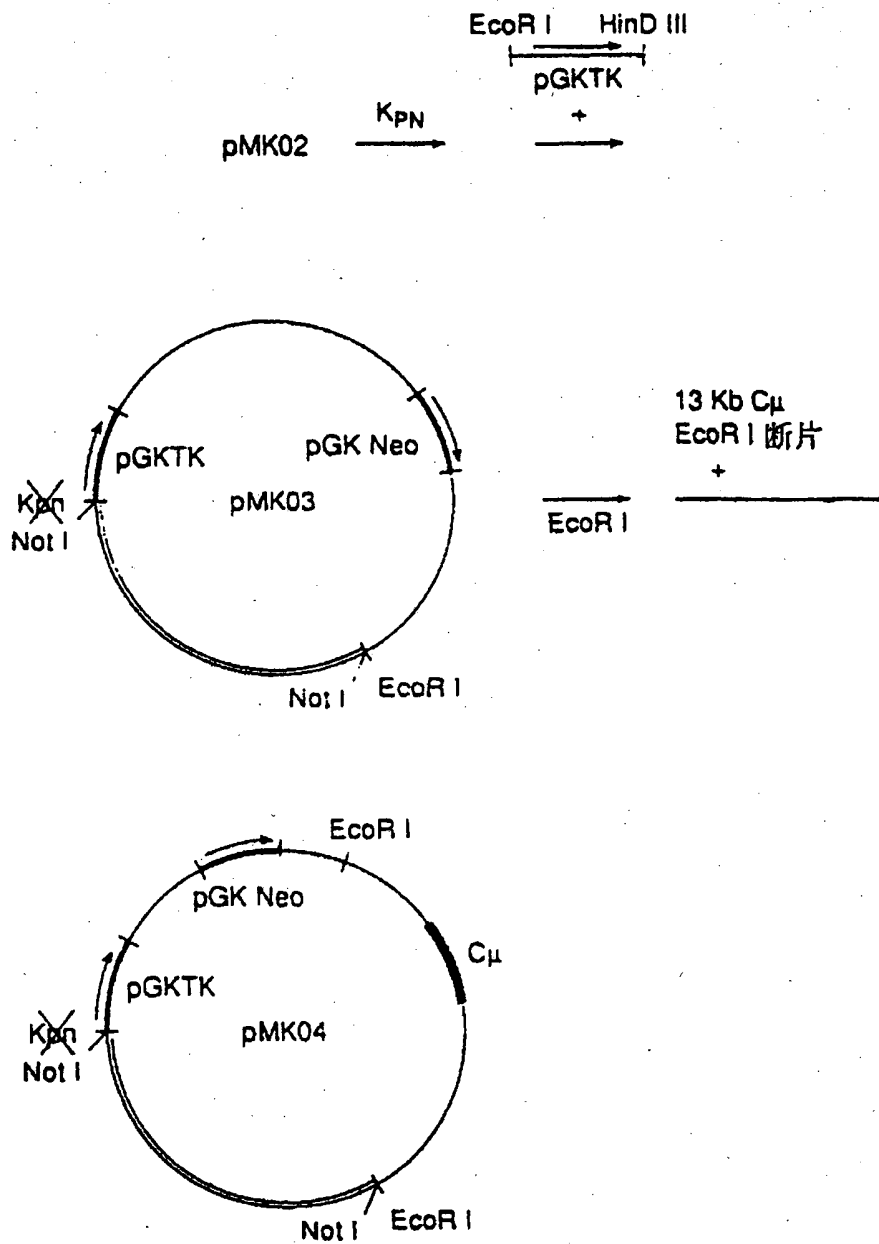 EcoR I HinD III
pGKTK
KPN +
pMK02
13 Kb Cμ
EcoR I 断片
+
pGKTK pGK Neo
Kpn pMK03
Not I EcoR I
Not I EcoR I
EcoR I
pGK Neo
Cμ
pGKTK
Kpn pMK04
Not I
Not I EcoR I